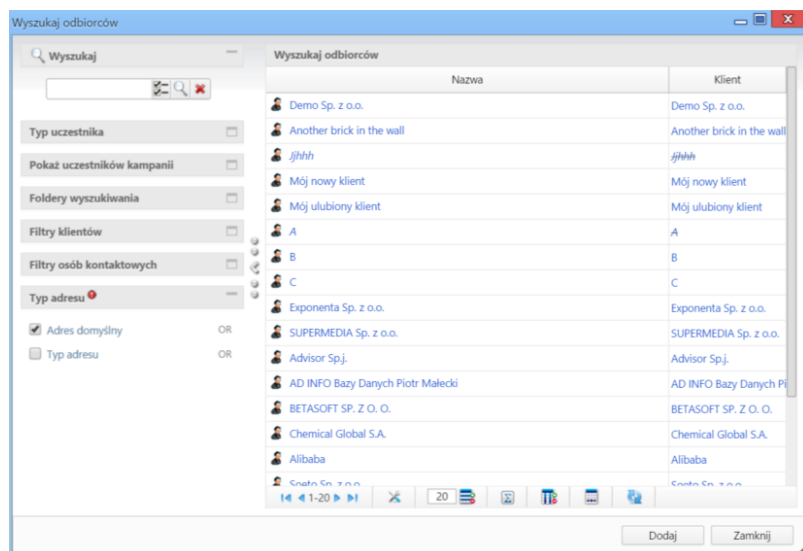 Wyszukaj odbiorców
Wyszukaj
Typ uczestnika
Pokaż uczestników kampanii
Foldery wyszukiwania
Filtry klientów
Filtry osób kontaktowych
Typ adresu
Adres domyślny OR
Typ adresu OR
Wyszukaj odbiorców
Nazwa Klient
Demo Sp. z o.o. Demo Sp. z o.o.
Another brick in the wall Another brick in the wall
Jjhhh Jjhhh
Mój nowy klient Mój nowy klient
Mój ulubiony klient Mój ulubiony klient
A A
B B
C C
Exponenta Sp. z o.o. Exponenta Sp. z o.o.
SUPERMEDIA Sp. z o.o. SUPERMEDIA Sp. z o.o.
Advisor Sp.j. Advisor Sp.j.
AD INFO Bazy Danych Piotr Małecki AD INFO Bazy Danych Pi
BETASOFT SP. Z O. O. BETASOFT SP. Z O. O.
Chemical Global S.A. Chemical Global S.A.
Alibaba Alibaba
1-20 20
Dodaj Zamknij